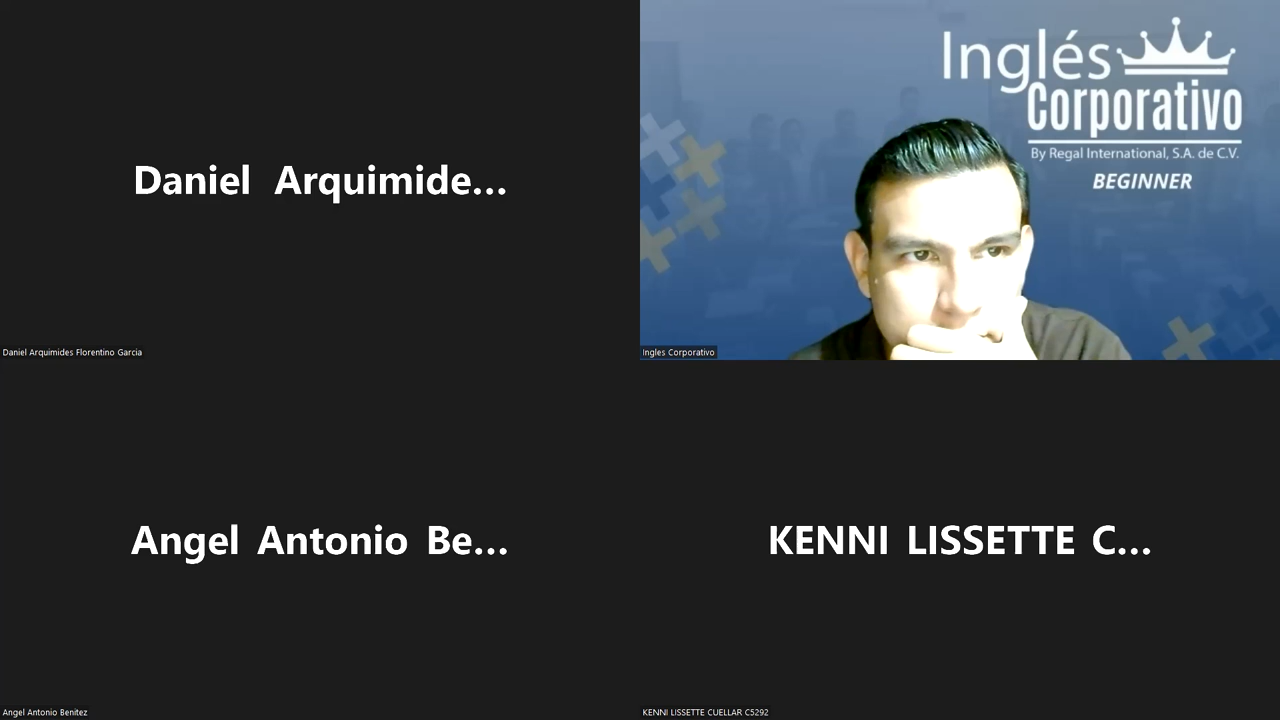 Daniel Arquimide...
Daniel Arquimides Florentino Garcia
Inglés
Corporativo
By Regal International, S.A. de C.V.
BEGINNER
Ingles Corporativo
Angel Antonio Be...
Angel Antonio Benitez
KENNI LISSETTE C...
KENNI LISSETTE CUELLAR C5292